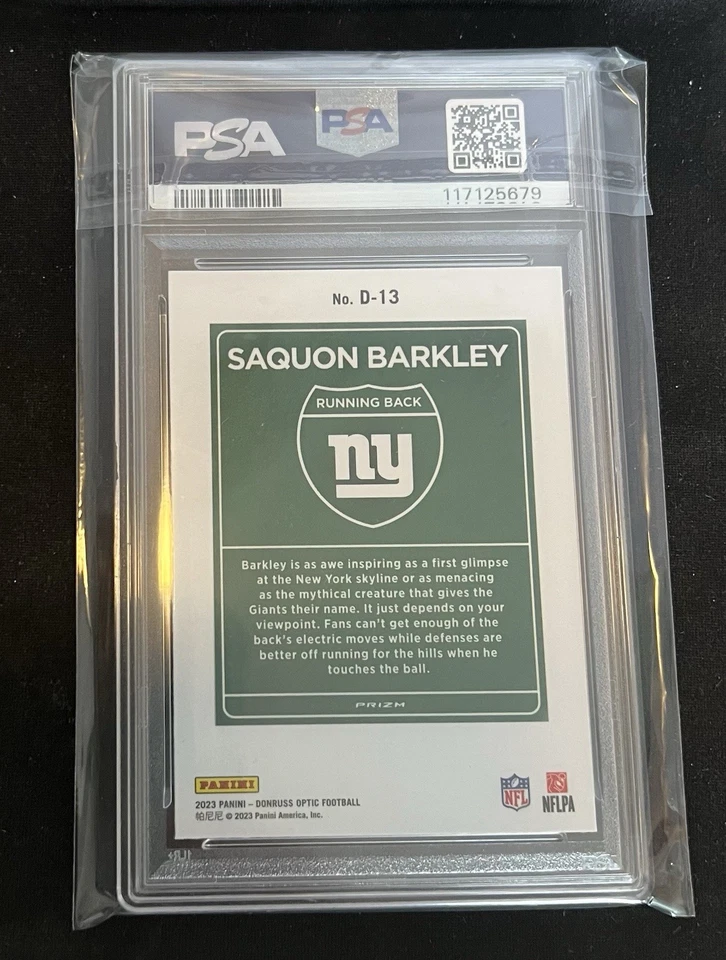 PSA
PSA
117125679
No. D-13
SAQUON BARKLEY
RUNNING BACK
ny
Barkley is as awe inspiring as a first glimpse
at the New York skyline or as menacing
as the mythical creature that gives the
Giants their name. It just depends on your
viewpoint. Fans can't get enough of the
back's electric moves while defenses are
better off running for the hills when he
touches the ball.
PRIZM
PANINI
2023 PANINI – DONRUSS OPTIC FOOTBALL
帕尼尼 © 2023 Panini America, Inc.
NFL
NFLPA